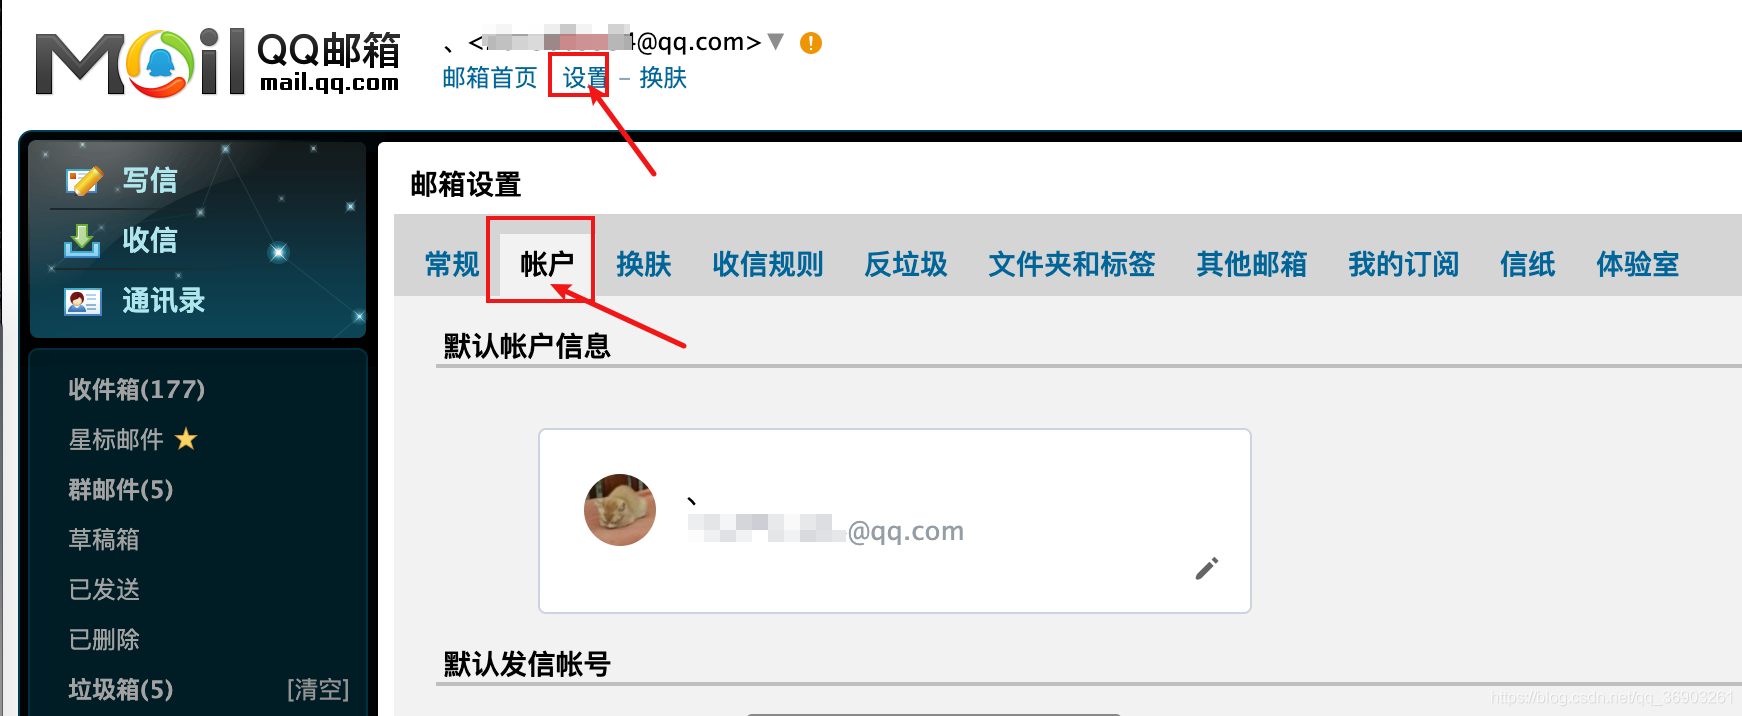 Mail QQ邮箱
mail.qq.com
、< 4@qq.com>
邮箱首页 设置 – 换肤
写信
收信
通讯录
收件箱(177)
星标邮件
群邮件(5)
草稿箱
已发送
已删除
垃圾箱(5) [清空]
邮箱设置
常规 帐户 换肤 收信规则 反垃圾 文件夹和标签 其他邮箱 我的订阅 信纸 体验室
默认帐户信息
、
@qq.com
默认发信帐号
https://blog.csdn.net/qq_36903261